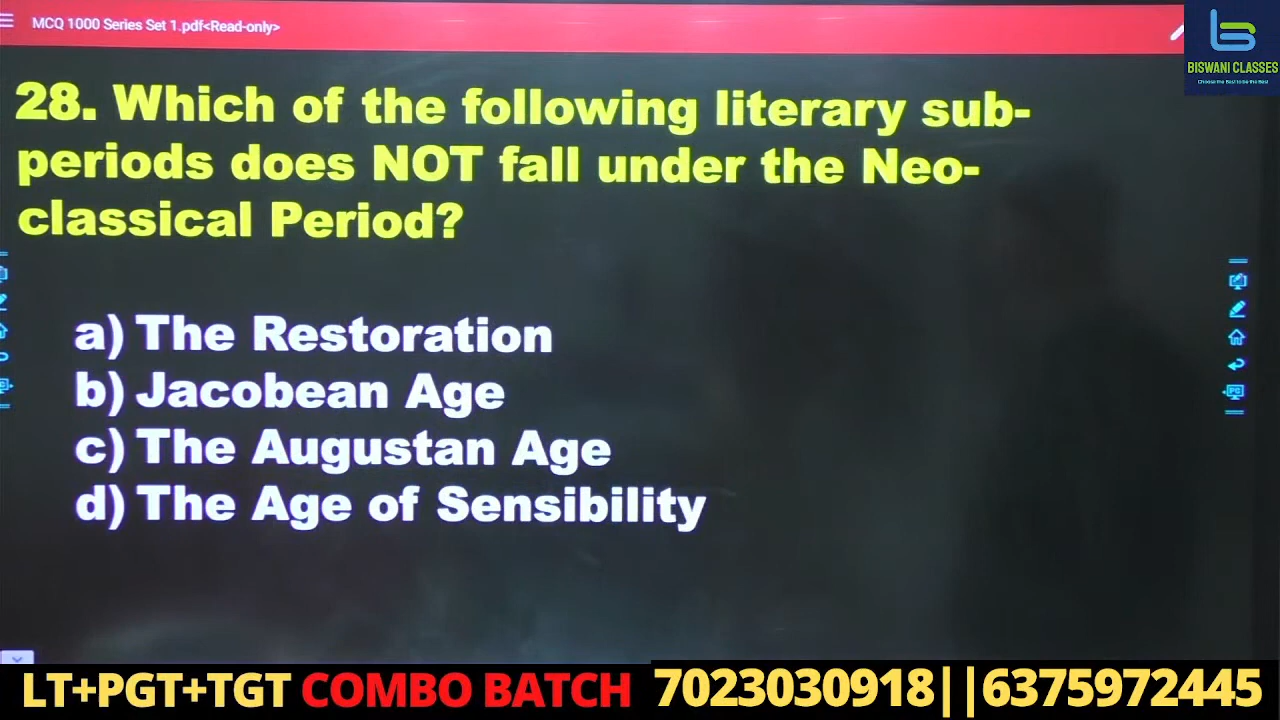 MCQ 1000 Series Set 1.pdf<Read-only>
BISWANI CLASSES
28. Which of the following literary sub-
periods does NOT fall under the Neo-
classical Period?
a) The Restoration
b) Jacobean Age
c) The Augustan Age
d) The Age of Sensibility
LT+PGT+TGT COMBO BATCH 7023030918||6375972445